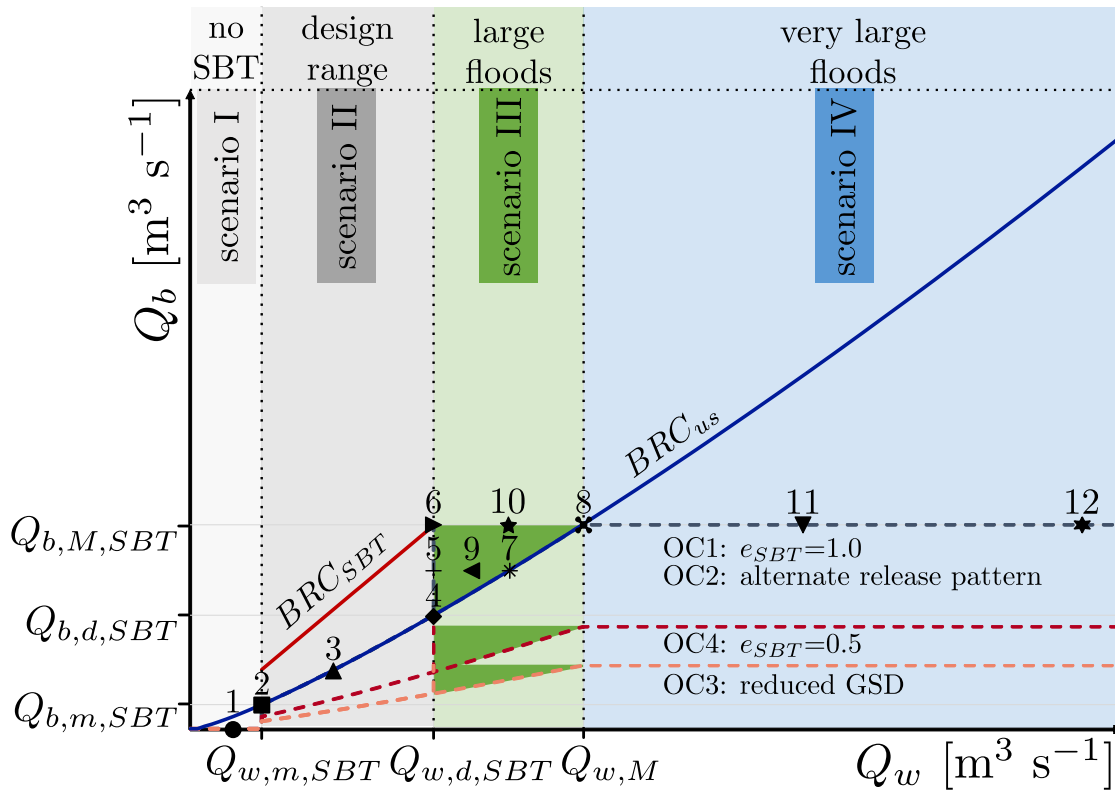 no
SBT
design
range
large
floods
very large
floods
scenario I
scenario II
scenario III
scenario IV
Q_b [m³ s⁻¹]
BRC_us
BRC_SBT
6
10
8
11
12
Q_b,M,SBT
5
9
7
OC1: e_SBT=1.0
OC2: alternate release pattern
4
Q_b,d,SBT
OC4: e_SBT=0.5
3
OC3: reduced GSD
2
1
Q_b,m,SBT
Q_w,m,SBT
Q_w,d,SBT
Q_w,M
Q_w [m³ s⁻¹]